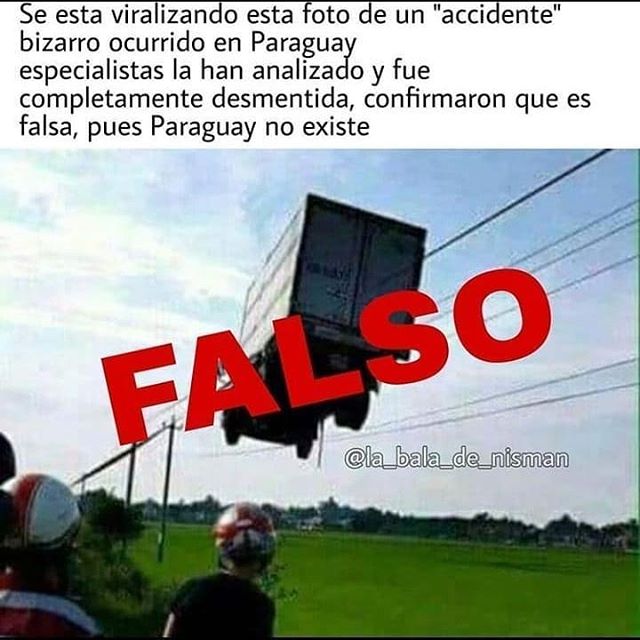 Se esta viralizando esta foto de un "accidente"
bizarro ocurrido en Paraguay
especialistas la han analizado y fue
completamente desmentida, confirmaron que es
falsa, pues Paraguay no existe
FALSO
@la_bala_de_nisman